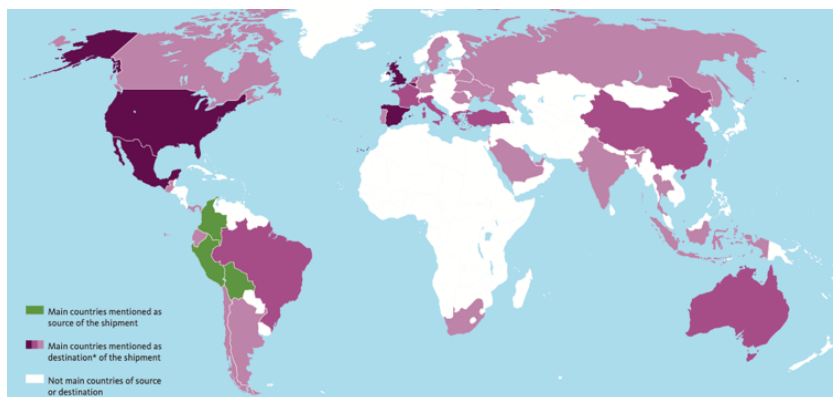 Main countries mentioned as
source of the shipment
Main countries mentioned as
destination* of the shipment
Not main countries of source
or destination